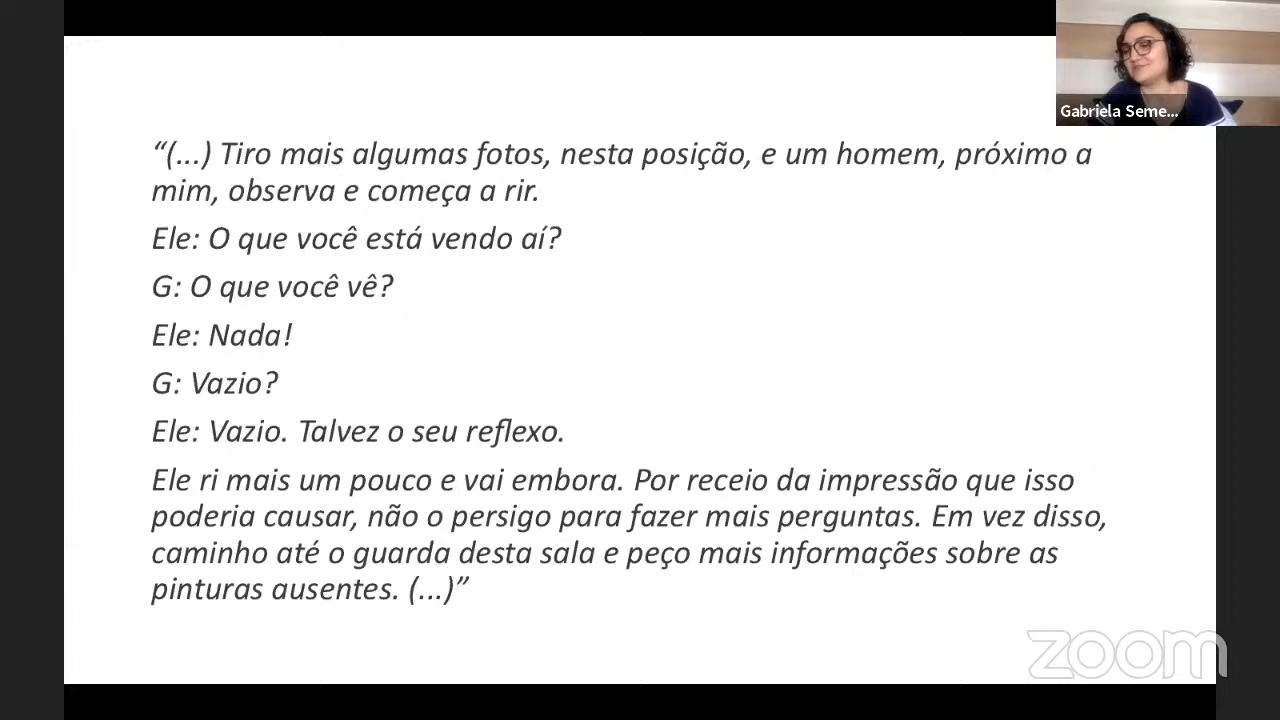 Gabriela Seme...
“(...) Tiro mais algumas fotos, nesta posição, e um homem, próximo a
mim, observa e começa a rir.
Ele: O que você está vendo aí?
G: O que você vê?
Ele: Nada!
G: Vazio?
Ele: Vazio. Talvez o seu reflexo.
Ele ri mais um pouco e vai embora. Por receio da impressão que isso
poderia causar, não o persigo para fazer mais perguntas. Em vez disso,
caminho até o guarda desta sala e peço mais informações sobre as
pinturas ausentes. (...)”
zoom